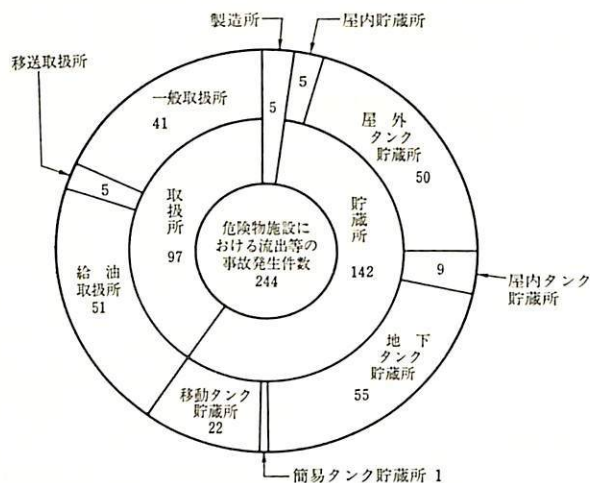 製造所
屋内貯蔵所
移送取扱所
一般取扱所
41
5
5
屋外
タンク
貯蔵所
50
5
取扱所
97
危険物施設に
おける流出等の
事故発生件数
244
貯蔵所
142
9
屋内タンク
貯蔵所
給油
取扱所
51
地下
タンク
貯蔵所
55
移動タンク
貯蔵所
22
簡易タンク貯蔵所 1